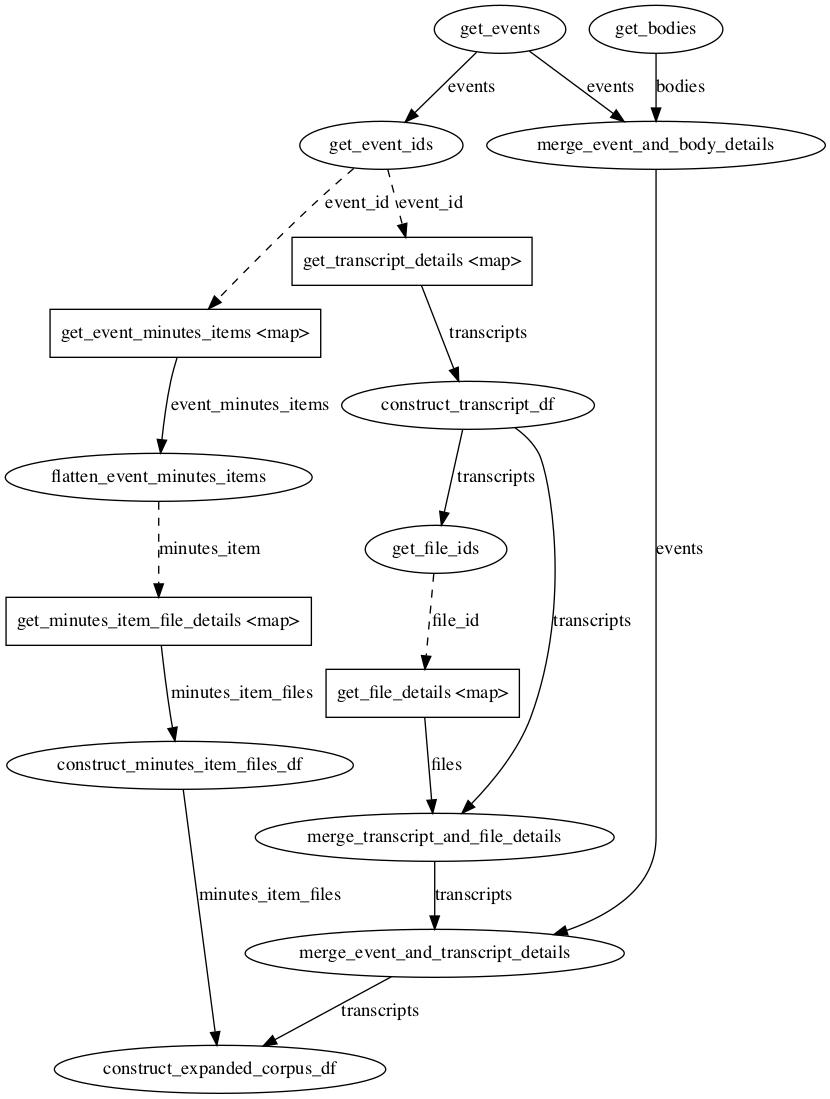 get_events
get_bodies
events
events
bodies
get_event_ids
merge_event_and_body_details
event_id
event_id
get_transcript_details <map>
get_event_minutes_items <map>
transcripts
event_minutes_items
construct_transcript_df
flatten_event_minutes_items
transcripts
minutes_item
get_file_ids
events
get_minutes_item_file_details <map>
file_id
transcripts
minutes_item_files
get_file_details <map>
construct_minutes_item_files_df
files
merge_transcript_and_file_details
minutes_item_files
transcripts
merge_event_and_transcript_details
transcripts
construct_expanded_corpus_df